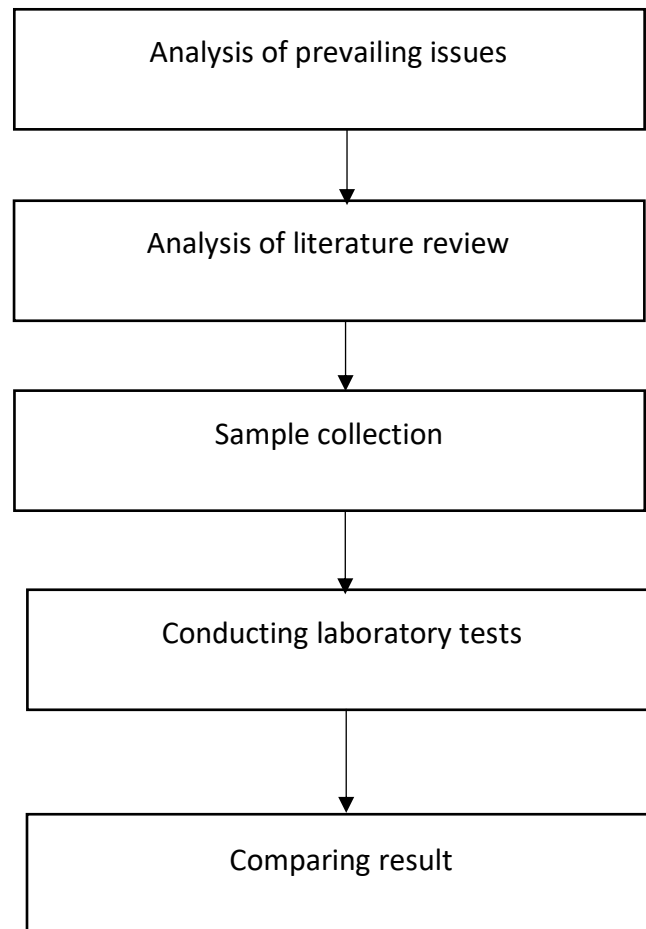 Analysis of prevailing issues
Analysis of literature review
Sample collection
Conducting laboratory tests
Comparing result